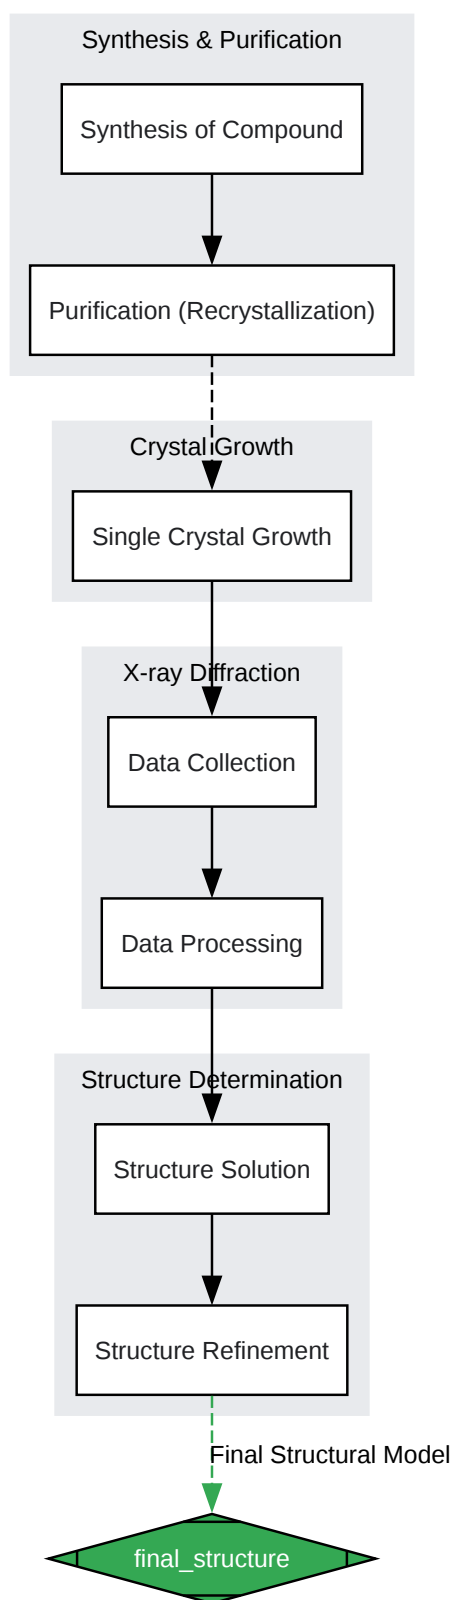 Synthesis & Purification
Synthesis of Compound
Purification (Recrystallization)
Crystal Growth
Single Crystal Growth
X-ray Diffraction
Data Collection
Data Processing
Structure Determination
Structure Solution
Structure Refinement
Final Structural Model
final_structure